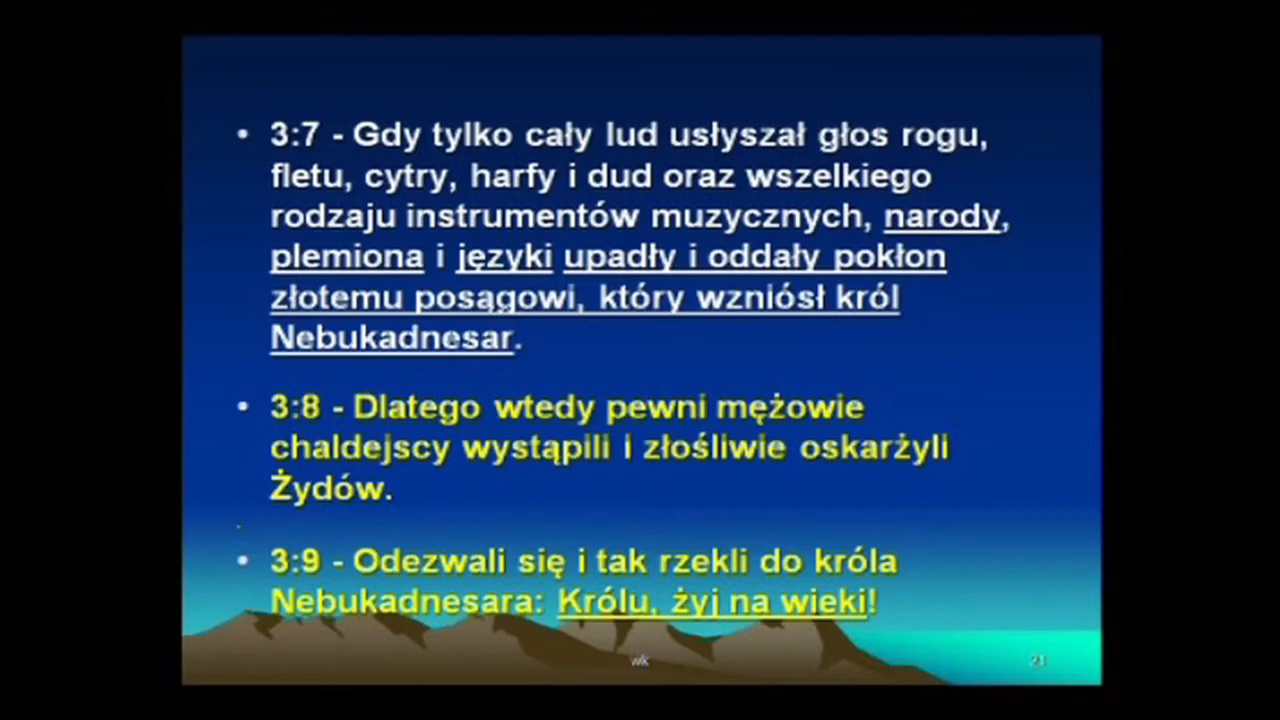 • 3:7 - Gdy tylko cały lud usłyszał głos rogu,
fletu, cytry, harfy i dud oraz wszelkiego
rodzaju instrumentów muzycznych, narody,
plemiona i języki upadły i oddały pokłon
złotemu posągowi, który wzniósł król
Nebukadnesar.
• 3:8 - Dlatego wtedy pewni mężowie
chaldejscy wystąpili i złośliwie oskarżyli
Żydów.
• 3:9 - Odezwali się i tak rzekli do króla
Nebukadnesara: Królu, żyj na wieki!
wk
21